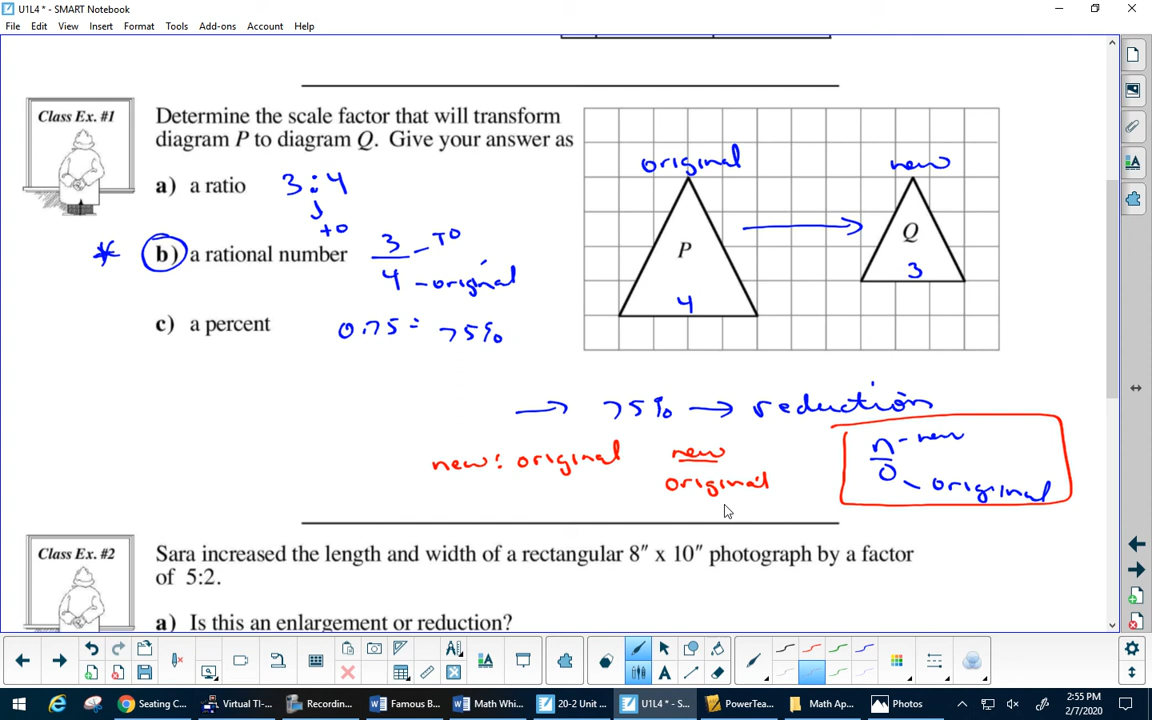 U1L4 * - SMART Notebook
File Edit View Insert Format Tools Add-ons Account Help
Class Ex. #1
Determine the scale factor that will transform
diagram P to diagram Q. Give your answer as
a) a ratio 3:4
to
* b) a rational number 3/4 - TO
- original
c) a percent 0.75 = 75%
original
new
P
4
Q
3
→ 75% → reduction
new: original
new
original
n - new
o - original
Class Ex. #2
Sara increased the length and width of a rectangular 8″ x 10″ photograph by a factor
of 5:2.
a) Is this an enlargement or reduction?
Seating C...
Virtual TI-...
Recordin...
Famous B...
Math Whi...
20-2 Unit ...
U1L4 * - S...
PowerTea...
Math Ap...
Photos
2:55 PM
2/7/2020